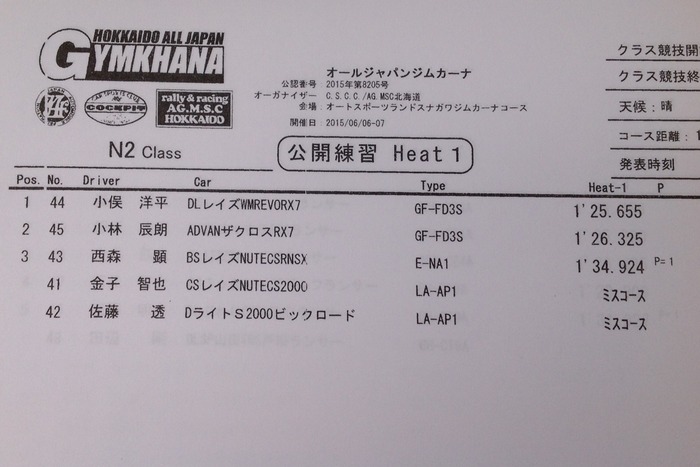 HOKKAIDO ALL JAPAN
GYMKHANA
COCKPIT
rally & racing
AG.M.S.C
HOKKAIDO
オールジャパンジムカーナ
公認番号 : 2015年第8205号
オーガナイザー : C.S.C.C./AG.MSC北海道
会場 : オートスポーツランドスナガワジムカーナコース
開催日 : 2015/06/06-07
クラス競技開
クラス競技終
天候 : 晴
コース距離 : 1
発表時刻
N2 Class
公開練習 Heat 1
Pos. No. Driver Car Type Heat-1 P
1 44 小俣 洋平 DLレイズWMREVORX7 GF-FD3S 1'25.655
2 45 小林 辰朗 ADVANザクロスRX7 GF-FD3S 1'26.325
3 43 西森 顕 BSレイズNUTECSRNSX E-NA1 1'34.924 P=1
41 金子 智也 CSレイズNUTECS2000 LA-AP1 ミスコース
42 佐藤 透 DライトS2000ビックロード LA-AP1 ミスコース